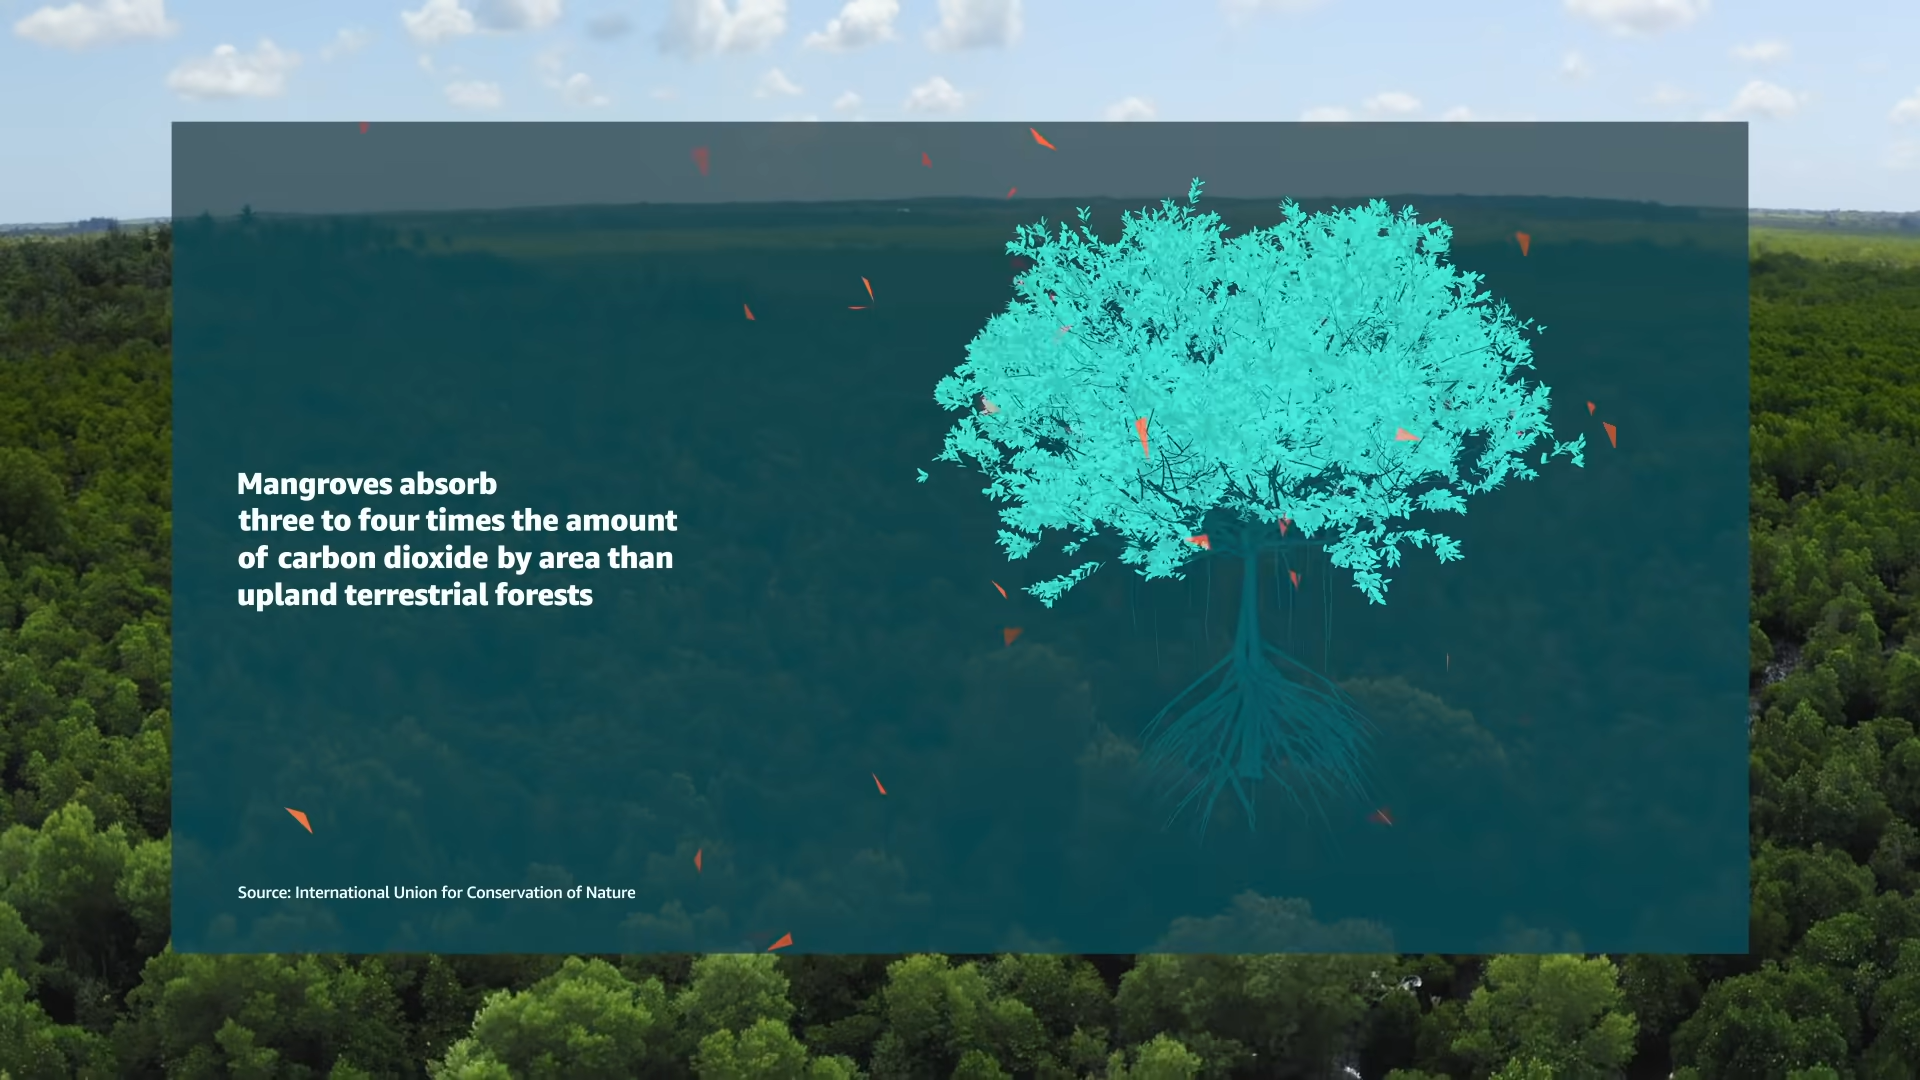 Mangroves absorb
three to four times the amount
of carbon dioxide by area than
upland terrestrial forests
Source: International Union for Conservation of Nature